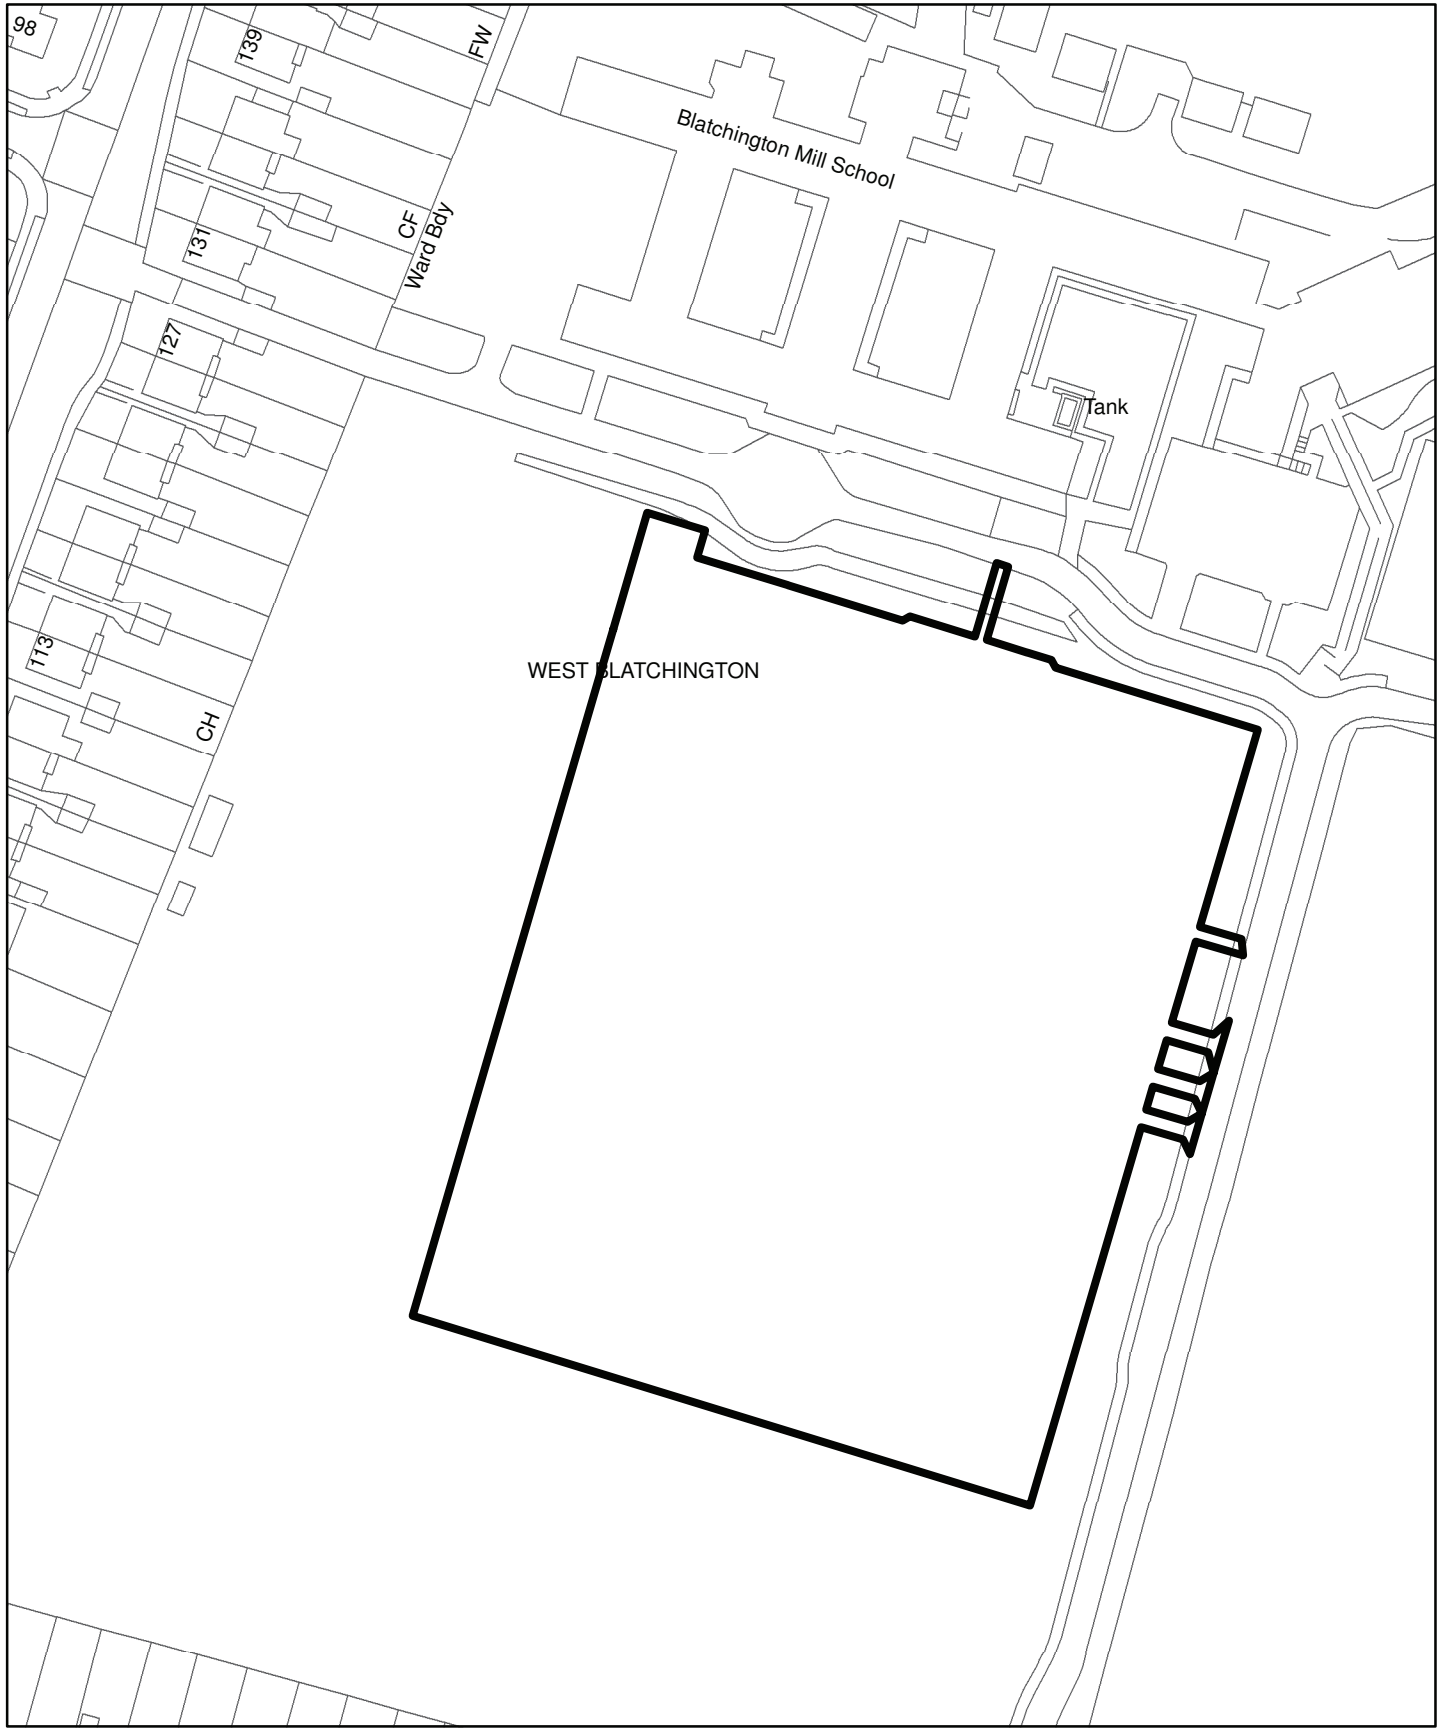 98
139
FW
Blatchington Mill School
CF
Ward Bdy
131
127
Tank
113
WEST BLATCHINGTON
CH